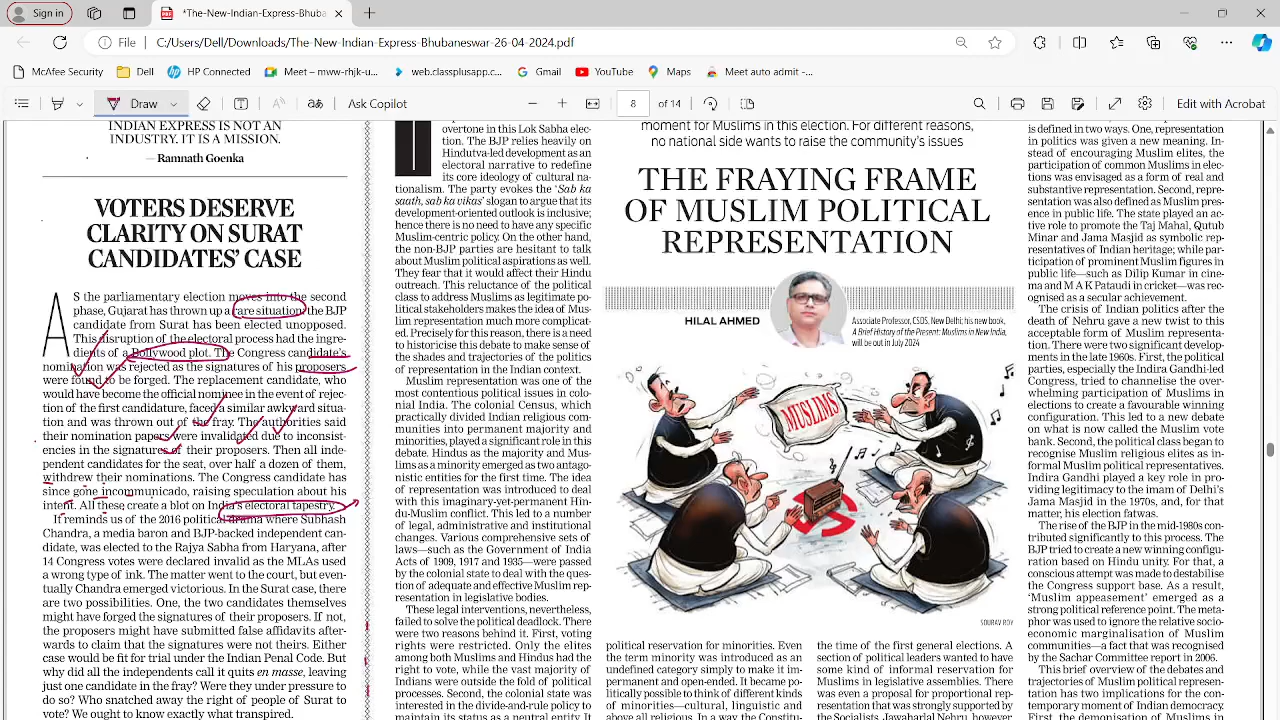 Sign in
*The-New-Indian-Express-Bhuba
File
C:/Users/Dell/Downloads/The-New-Indian-Express-Bhubaneswar-26-04-2024.pdf
McAfee Security
Dell
HP Connected
Meet – mww-rhjk-u...
web.classplusapp.c...
Gmail
YouTube
Maps
Meet auto admit -...
Draw
Ask Copilot
8 of 14
Edit with Acrobat
INDIAN EXPRESS IS NOT AN
INDUSTRY. IT IS A MISSION.
— Ramnath Goenka
VOTERS DESERVE
CLARITY ON SURAT
CANDIDATES’ CASE
AS the parliamentary election moves into the second
phase, Gujarat has thrown up a rare situation: the BJP
candidate from Surat has been elected unopposed.
This disruption of the electoral process had the ingre-
dients of a Bollywood plot. The Congress candidate’s
nomination was rejected as the signatures of his proposers
were found to be forged. The replacement candidate, who
would have become the official nominee in the event of rejec-
tion of the first candidature, faced a similar awkward situa-
tion and was thrown out of the fray. The authorities said
their nomination papers were invalidated due to inconsist-
encies in the signatures of their proposers. Then all inde-
pendent candidates for the seat, over half a dozen of them,
withdrew their nominations. The Congress candidate has
since gone incomunicado, raising speculation about his
intent. All these create a blot on India’s electoral tapestry.
It reminds us of the 2016 political drama where Subhash
Chandra, a media baron and BJP-backed independent can-
didate, was elected to the Rajya Sabha from Haryana, after
14 Congress votes were declared invalid as the MLAs used
a wrong type of ink. The matter went to the court, but even-
tually Chandra emerged victorious. In the Surat case, there
are two possibilities. One, the two candidates themselves
might have forged the signatures of their proposers. If not,
the proposers might have submitted false affidavits after-
wards to claim that the signatures were not theirs. Either
case would be fit for trial under the Indian Penal Code. But
why did all the independents call it quits en masse, leaving
just one candidate in the fray? Were they under pressure to
do so? Who snatched away the right of people of Surat to
vote? We ought to know exactly what transpired.
overtone in this Lok Sabha elec-
tion. The BJP relies heavily on
Hindutva-led development as an
electoral narrative to redefine
its core ideology of cultural na-
tionalism. The party evokes the ‘Sab ka
saath, sab ka vikas’ slogan to argue that its
development-oriented outlook is inclusive;
hence there is no need to have any specific
Muslim-centric policy. On the other hand,
the non-BJP parties are hesitant to talk
about Muslim political aspirations as well.
They fear that it would affect their Hindu
outreach. This reluctance of the political
class to address Muslims as legitimate po-
litical stakeholders makes the idea of Mus-
lim representation much more complicat-
ed. Precisely for this reason, there is a need
to historicise this debate to make sense of
the shades and trajectories of the politics
of representation in the Indian context.
Muslim representation was one of the
most contentious political issues in colo-
nial India. The colonial Census, which
practically divided Indian religious com-
munities into permanent majority and
minorities, played a significant role in this
debate. Hindus as the majority and Mus-
lims as a minority emerged as two antago-
nistic entities for the first time. The idea
of representation was introduced to deal
with this imaginary-yet-permanent Hin-
du-Muslim conflict. This led to a number
of legal, administrative and institutional
changes. Various comprehensive sets of
laws—such as the Government of India
Acts of 1909, 1917 and 1935—were passed
by the colonial state to deal with the ques-
tion of adequate and effective Muslim rep-
resentation in legislative bodies.
These legal interventions, nevertheless,
failed to solve the political deadlock. There
were two reasons behind it. First, voting
rights were restricted. Only the elites
among both Muslims and Hindus had the
right to vote, while the vast majority of
Indians were outside the fold of political
processes. Second, the colonial state was
interested in the divide-and-rule policy to
maintain its status as a neutral entity. It
moment for Muslims in this election. For different reasons,
no national side wants to raise the community’s issues
THE FRAYING FRAME
OF MUSLIM POLITICAL
REPRESENTATION
HILAL AHMED
Associate Professor, CSDS, New Delhi; his new book,
A Brief History of the Present: Muslims in New India,
will be out in July 2024
MUSLIMS
SOURAV ROY
political reservation for minorities. Even
the term minority was introduced as an
undefined category simply to make it im-
permanent and open-ended. It became po-
litically possible to think of different kinds
of minorities—cultural, linguistic and
above all religious. In a way the Constitu-
the time of the first general elections. A
section of political leaders wanted to have
some kind of informal reservation for
Muslims in legislative assemblies. There
was even a proposal for proportional rep-
resentation that was strongly supported by
the Socialists. Jawaharlal Nehru, however,
is defined in two ways. One, representation
in politics was given a new meaning. In-
stead of encouraging Muslim elites, the
participation of common Muslims in elec-
tions was envisaged as a form of real and
substantive representation. Second, repre-
sentation was also defined as Muslim pres-
ence in public life. The state played an ac-
tive role to promote the Taj Mahal, Qutub
Minar and Jama Masjid as symbolic rep-
resentatives of Indian heritage; while par-
ticipation of prominent Muslim figures in
public life—such as Dilip Kumar in cine-
ma and M A K Pataudi in cricket—was rec-
ognised as a secular achievement.
The crisis of Indian politics after the
death of Nehru gave a new twist to this
acceptable form of Muslim representa-
tion. There were two significant develop-
ments in the late 1960s. First, the political
parties, especially the Indira Gandhi-led
Congress, tried to channelise the over-
whelming participation of Muslims in
elections to create a favourable winning
configuration. This led to a new debate
on what is now called the Muslim vote
bank. Second, the political class began to
recognise Muslim religious elites as in-
formal Muslim political representatives.
Indira Gandhi played a key role in pro-
viding legitimacy to the imam of Delhi’s
Jama Masjid in the 1970s, and, for that
matter, his election fatwas.
The rise of the BJP in the mid-1980s con-
tributed significantly to this process. The
BJP tried to create a new winning configu-
ration based on Hindu unity. For that, a
conscious attempt was made to destabilise
the Congress support base. As a result,
‘Muslim appeasement’ emerged as a
strong political reference point. The meta-
phor was used to ignore the relative socio-
economic marginalisation of Muslim
communities—a fact that was recognised
by the Sachar Committee report in 2006.
This brief overview of the debates and
trajectories of Muslim political represen-
tation has two implications for the con-
temporary moment of Indian democracy.
First, the demonisation of Muslim